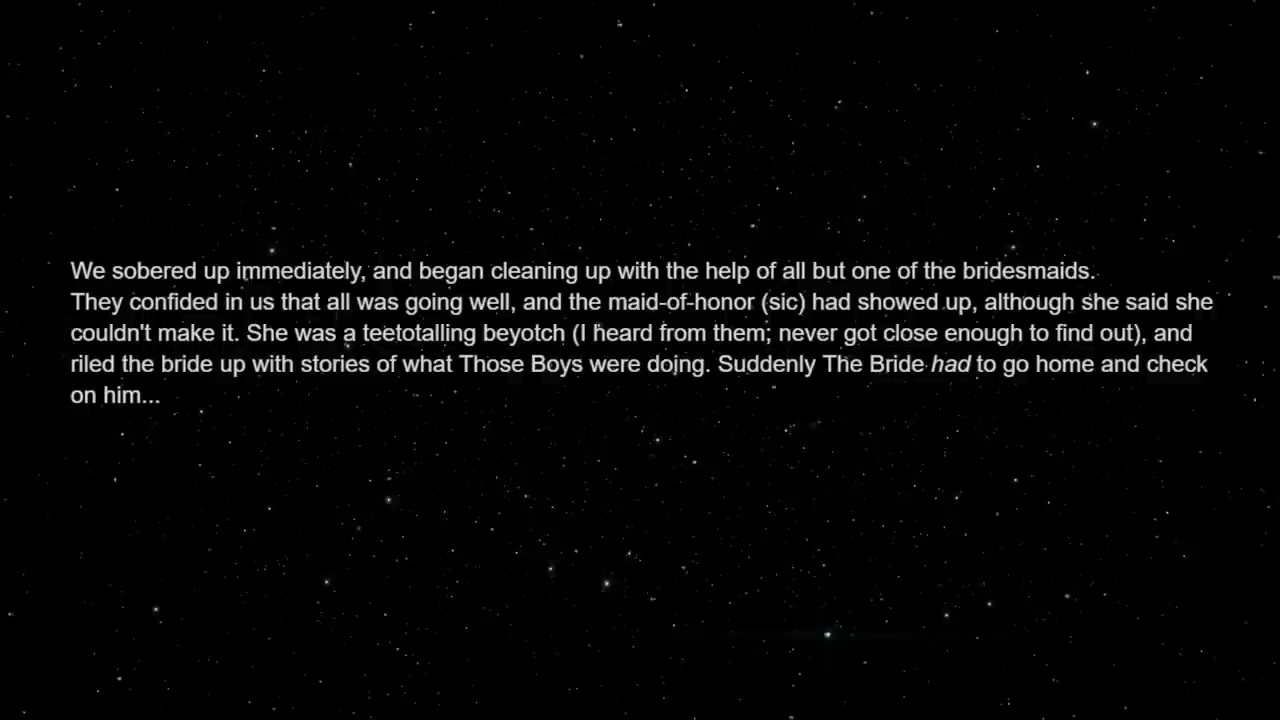 We sobered up immediately, and began cleaning up with the help of all but one of the bridesmaids.
They confided in us that all was going well, and the maid-of-honor (sic) had showed up, although she said she
couldn't make it. She was a teetotalling beyotch (I heard from them; never got close enough to find out), and
riled the bride up with stories of what Those Boys were doing. Suddenly The Bride had to go home and check
on him...